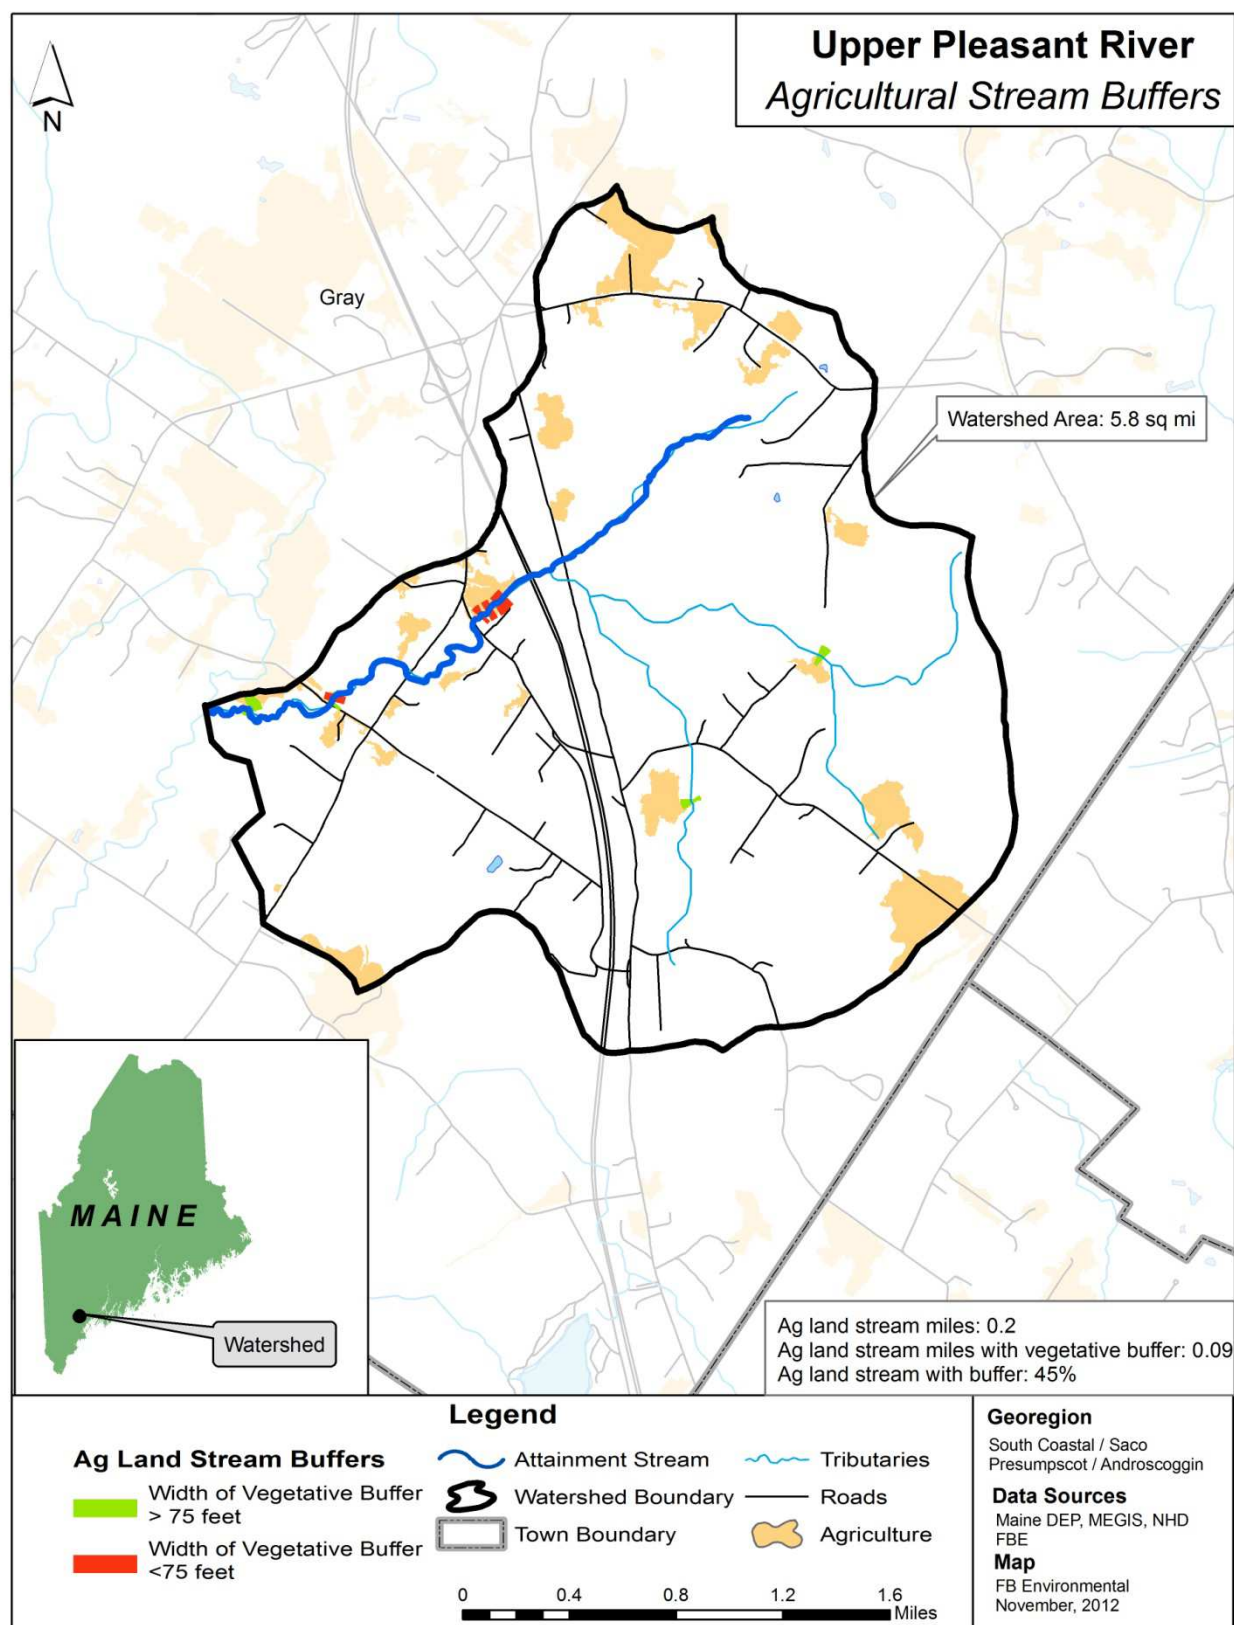 Upper Pleasant River
Agricultural Stream Buffers
N
Gray
Watershed Area: 5.8 sq mi
MAINE
Watershed
Ag land stream miles: 0.2
Ag land stream miles with vegetative buffer: 0.09
Ag land stream with buffer: 45%
Legend
Ag Land Stream Buffers
Width of Vegetative Buffer
> 75 feet
Width of Vegetative Buffer
<75 feet
Attainment Stream
Tributaries
Watershed Boundary
Roads
Town Boundary
Agriculture
0 0.4 0.8 1.2 1.6
Miles
Georegion
South Coastal / Saco
Presumpscot / Androscoggin
Data Sources
Maine DEP, MEGIS, NHD
FBE
Map
FB Environmental
November, 2012